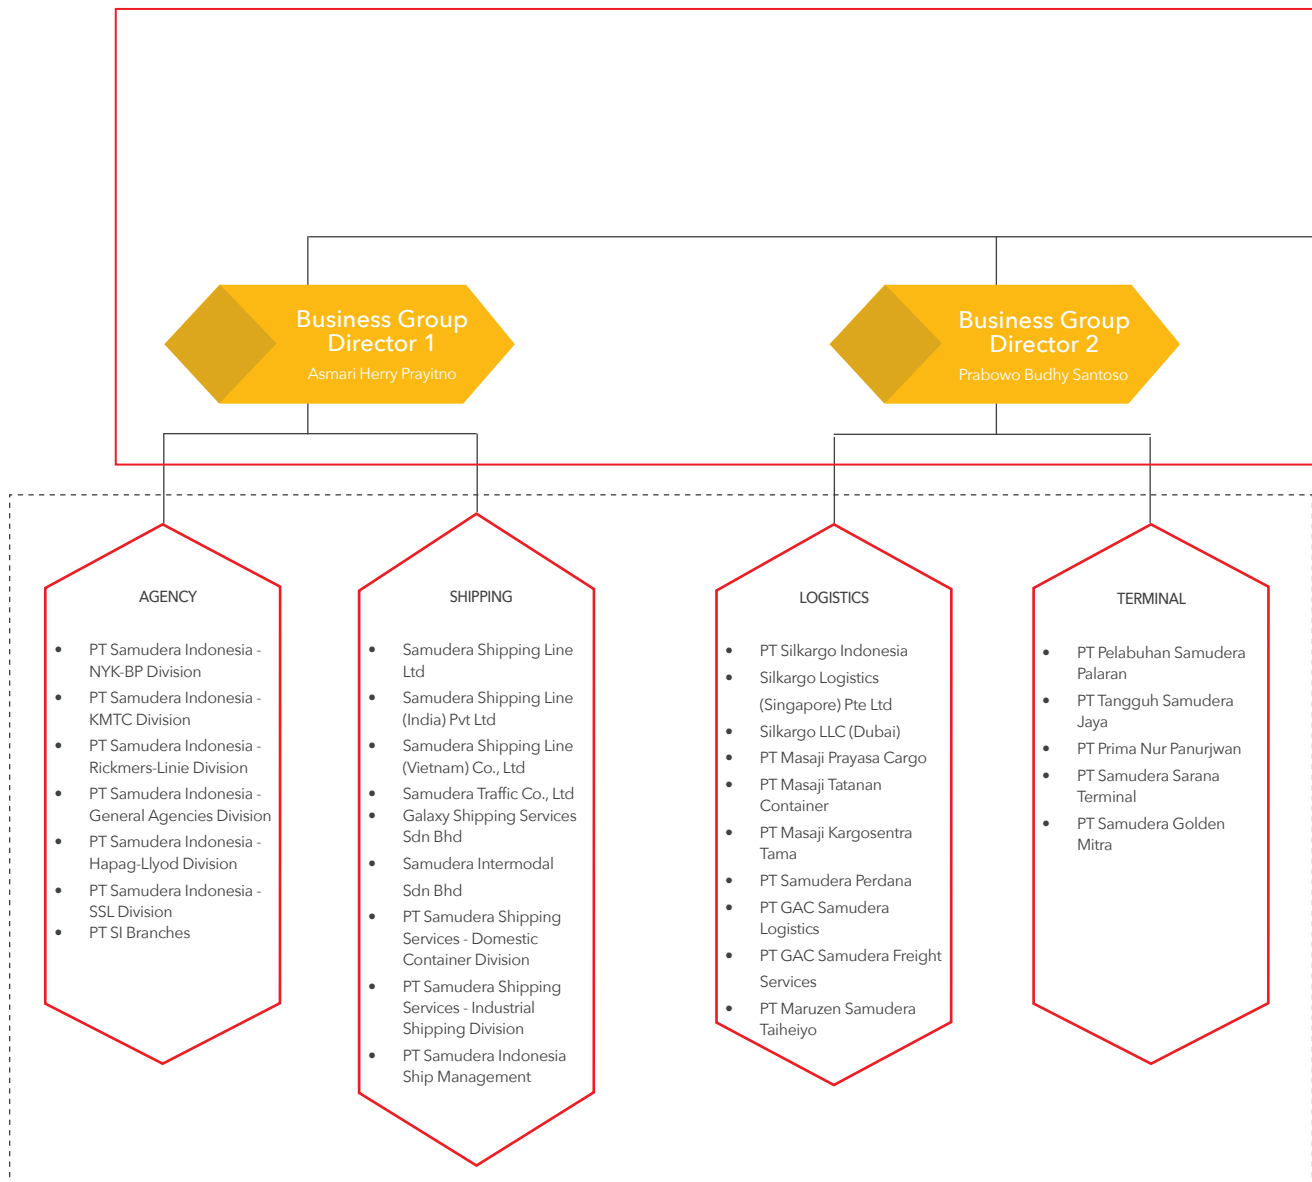 Business Group
Director 1
Asmari Herry Prayitno
Business Group
Director 2
Prabowo Budhy Santoso
AGENCY
• PT Samudera Indonesia -
NYK-BP Division
• PT Samudera Indonesia -
KMTC Division
• PT Samudera Indonesia -
Rickmers-Linie Division
• PT Samudera Indonesia -
General Agencies Division
• PT Samudera Indonesia -
Hapag-Llyod Division
• PT Samudera Indonesia -
SSL Division
• PT SI Branches
SHIPPING
• Samudera Shipping Line
Ltd
• Samudera Shipping Line
(India) Pvt Ltd
• Samudera Shipping Line
(Vietnam) Co., Ltd
• Samudera Traffic Co., Ltd
• Galaxy Shipping Services
Sdn Bhd
• Samudera Intermodal
Sdn Bhd
• PT Samudera Shipping
Services - Domestic
Container Division
• PT Samudera Shipping
Services - Industrial
Shipping Division
• PT Samudera Indonesia
Ship Management
LOGISTICS
• PT Silkargo Indonesia
• Silkargo Logistics
(Singapore) Pte Ltd
• Silkargo LLC (Dubai)
• PT Masaji Prayasa Cargo
• PT Masaji Tatanan
Container
• PT Masaji Kargosentra
Tama
• PT Samudera Perdana
• PT GAC Samudera
Logistics
• PT GAC Samudera Freight
Services
• PT Maruzen Samudera
Taiheiyo
TERMINAL
• PT Pelabuhan Samudera
Palaran
• PT Tangguh Samudera
Jaya
• PT Prima Nur Panurjwan
• PT Samudera Sarana
Terminal
• PT Samudera Golden
Mitra